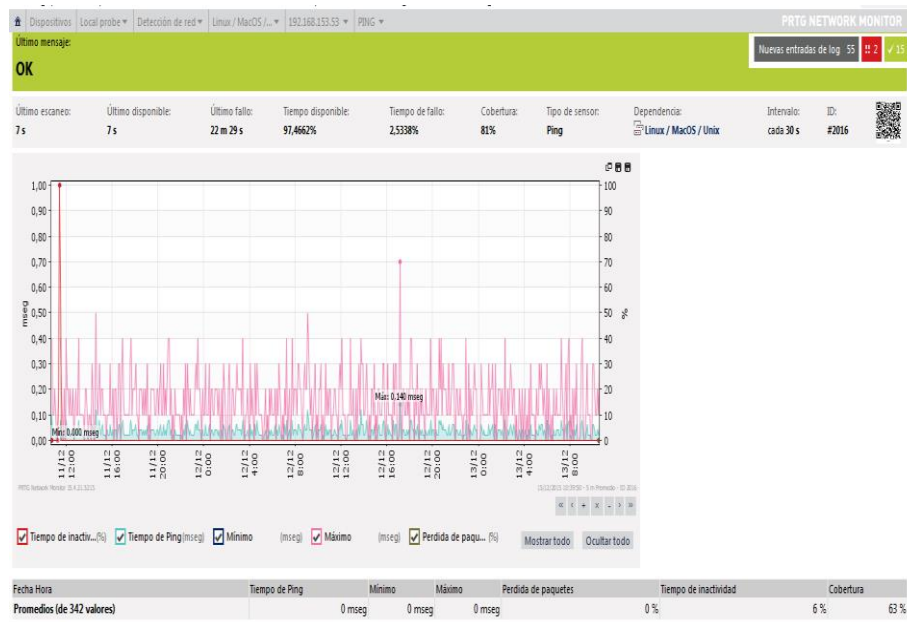 Dispositivos Local probe Detección de red Linux / MacOS /... 192.168.153.53 PING PRTG NETWORK MONITOR
Último mensaje:
OK
Nuevas entradas de log 55 !! 2 ✓ 15
Último escaneo: Último disponible: Último fallo: Tiempo disponible: Tiempo de fallo: Cobertura: Tipo de sensor: Dependencia: Intervalo: ID:
7 s 7 s 22 m 29 s 97,4662% 2,5338% 81% Ping Linux / MacOS / Unix cada 30 s #2016
mseg
1,00
0,90
0,80
0,70
0,60
0,50
0,40
0,30
0,20
0,10
0,00
%
100
90
80
70
60
50
40
30
20
10
0
Máx: 0,140 mseg
Mín: 0,000 mseg
11/12 12:00
11/12 16:00
11/12 20:00
12/12 0:00
12/12 4:00
12/12 8:00
12/12 12:00
12/12 16:00
12/12 20:00
13/12 0:00
13/12 4:00
13/12 8:00
PRTG Network Monitor
« ‹ + x - › »
Tiempo de inactiv...(%) Tiempo de Ping(mseg) Mínimo (mseg) Máximo (mseg) Perdida de paqu... (%) Mostrar todo Ocultar todo
Fecha Hora Tiempo de Ping Mínimo Máximo Perdida de paquetes Tiempo de inactividad Cobertura
Promedios (de 342 valores) 0 mseg 0 mseg 0 mseg 0 % 6 % 63 %